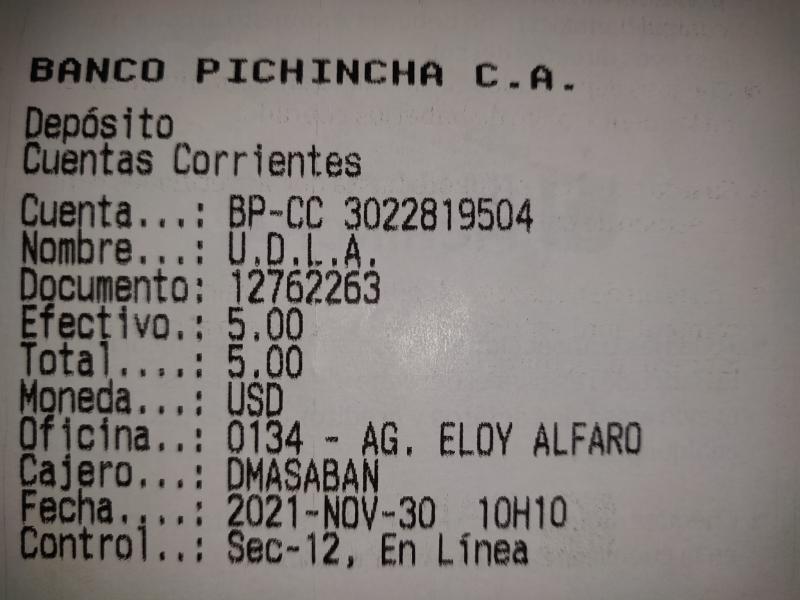 BANCO PICHINCHA C.A.
Depósito
Cuentas Corrientes
Cuenta...: BP-CC 3022819504
Nombre...: U.D.L.A.
Documento: 12762263
Efectivo.: 5.00
Total....: 5.00
Moneda...: USD
Oficina..: 0134 - AG. ELOY ALFARO
Cajero...: DMASABAN
Fecha....: 2021-NOV-30 10H10
Control..: Sec-12, En Línea